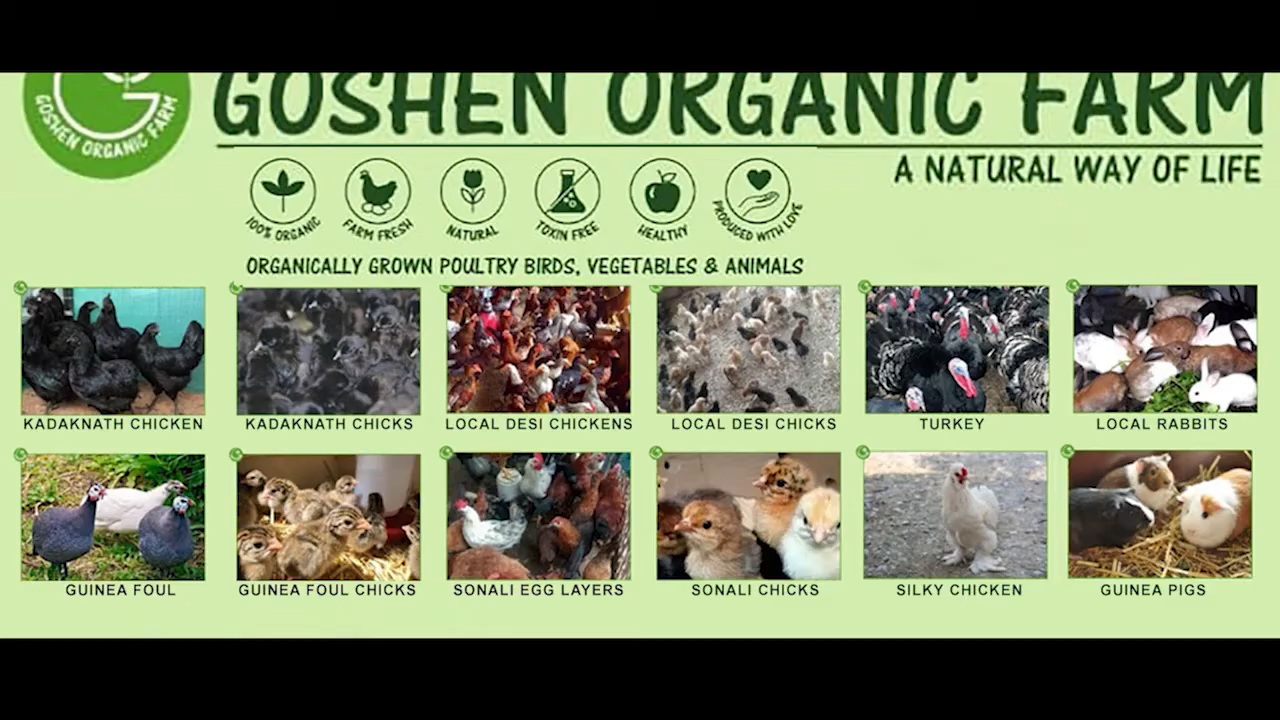 GOSHEN ORGANIC FARM
GOSHEN ORGANIC FARM
A NATURAL WAY OF LIFE
100% ORGANIC
FARM FRESH
NATURAL
TOXIN FREE
HEALTHY
PRODUCED WITH LOVE
ORGANICALLY GROWN POULTRY BIRDS, VEGETABLES & ANIMALS
KADAKNATH CHICKEN
KADAKNATH CHICKS
LOCAL DESI CHICKENS
LOCAL DESI CHICKS
TURKEY
LOCAL RABBITS
GUINEA FOUL
GUINEA FOUL CHICKS
SONALI EGG LAYERS
SONALI CHICKS
SILKY CHICKEN
GUINEA PIGS